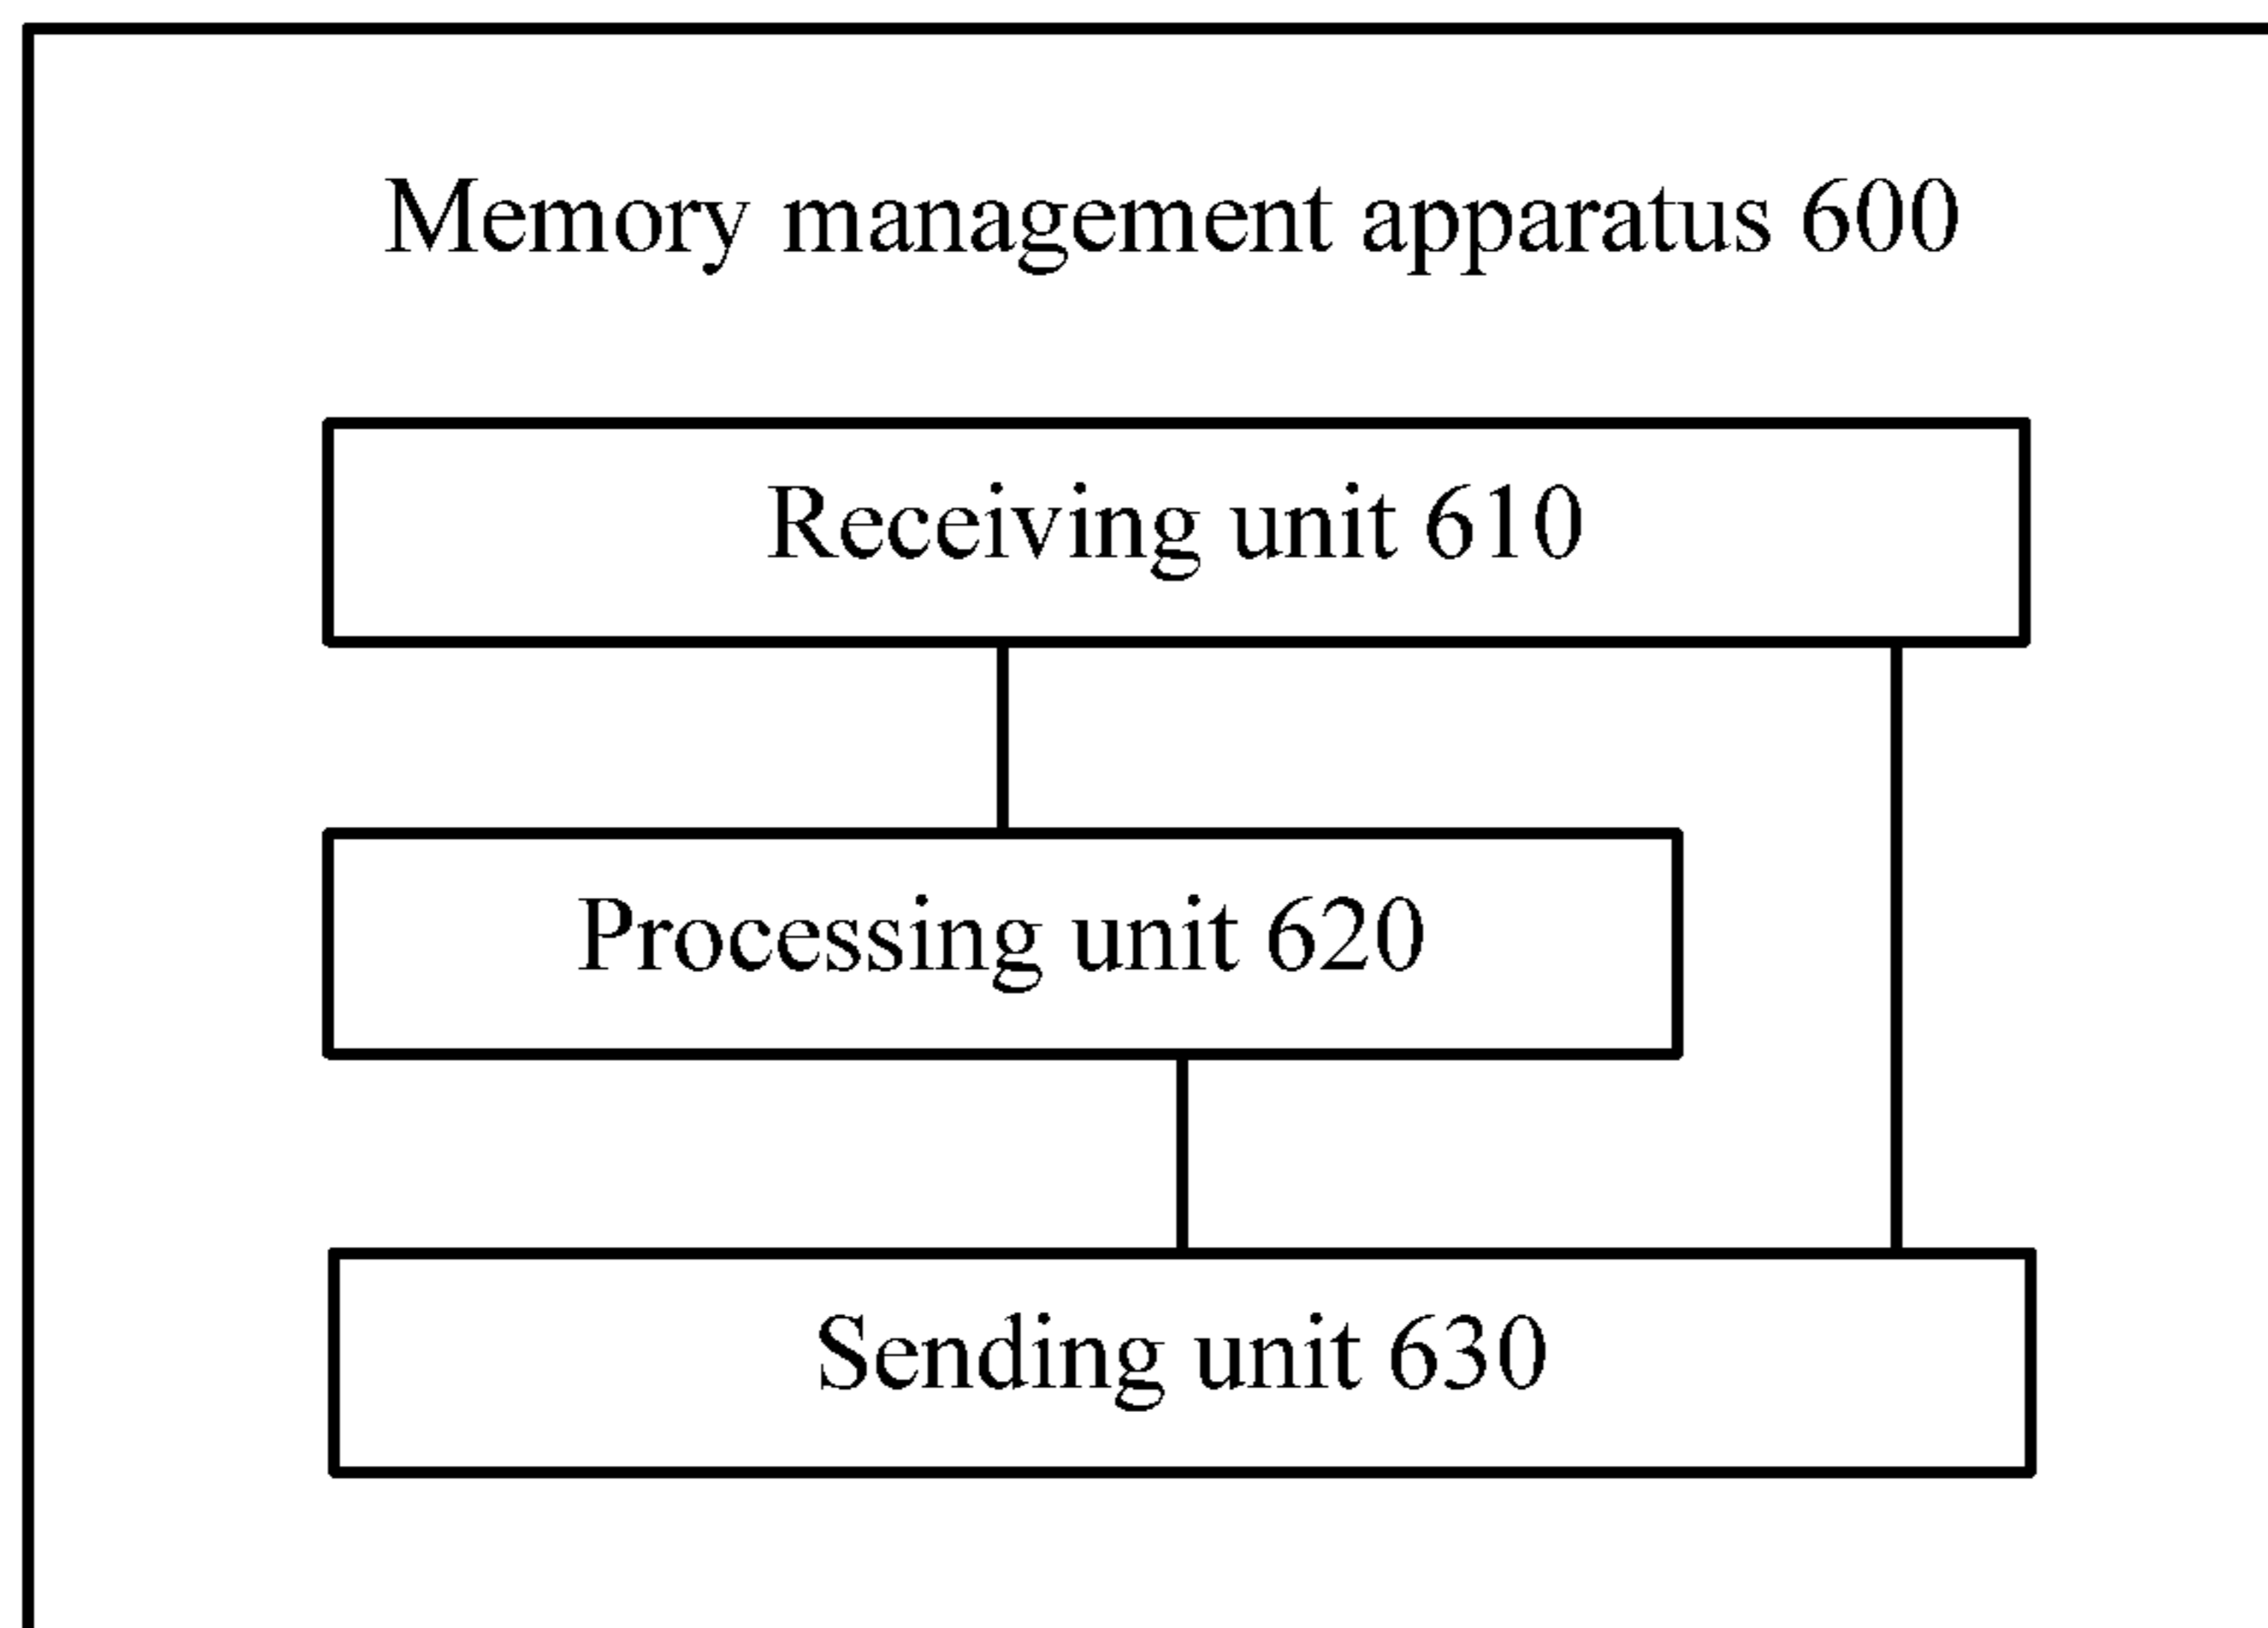 Memory management apparatus 600
Receiving unit 610
Processing unit 620
Sending unit 630